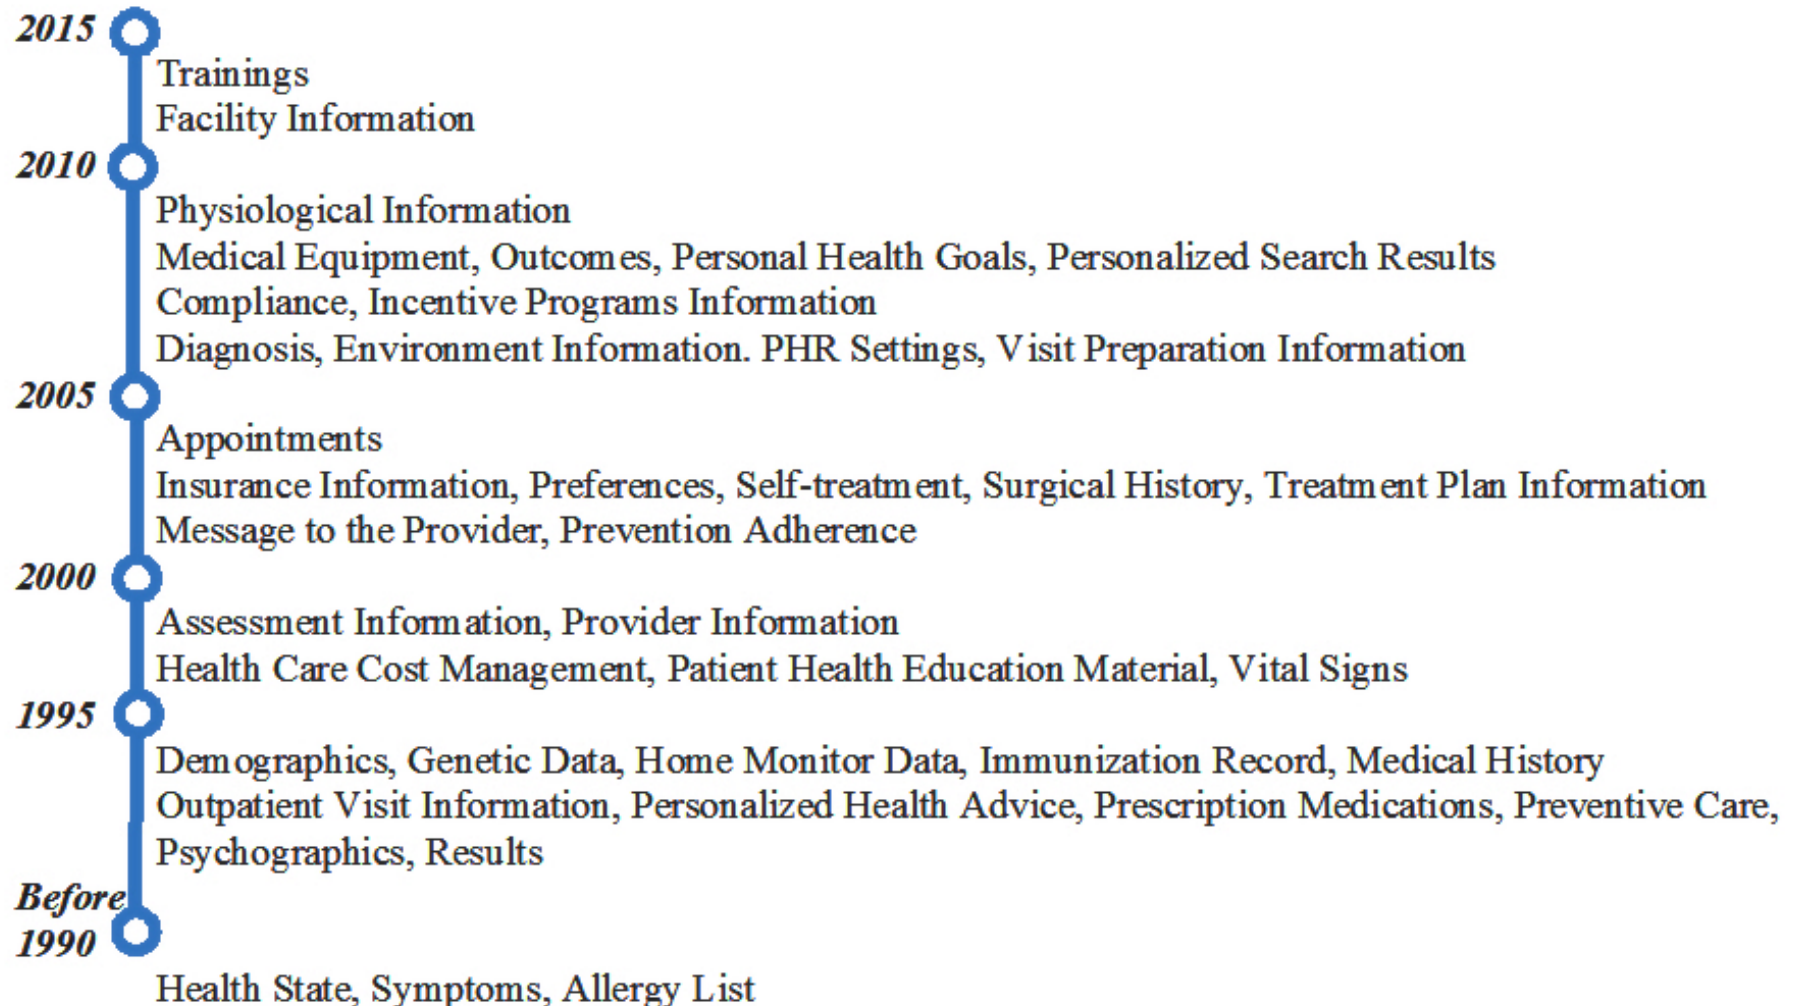 2015
Trainings
Facility Information
2010
Physiological Information
Medical Equipment, Outcomes, Personal Health Goals, Personalized Search Results
Compliance, Incentive Programs Information
Diagnosis, Environment Information. PHR Settings, Visit Preparation Information
2005
Appointments
Insurance Information, Preferences, Self-treatment, Surgical History, Treatment Plan Information
Message to the Provider, Prevention Adherence
2000
Assessment Information, Provider Information
Health Care Cost Management, Patient Health Education Material, Vital Signs
1995
Demographics, Genetic Data, Home Monitor Data, Immunization Record, Medical History
Outpatient Visit Information, Personalized Health Advice, Prescription Medications, Preventive Care,
Psychographics, Results
Before
1990
Health State, Symptoms, Allergy List